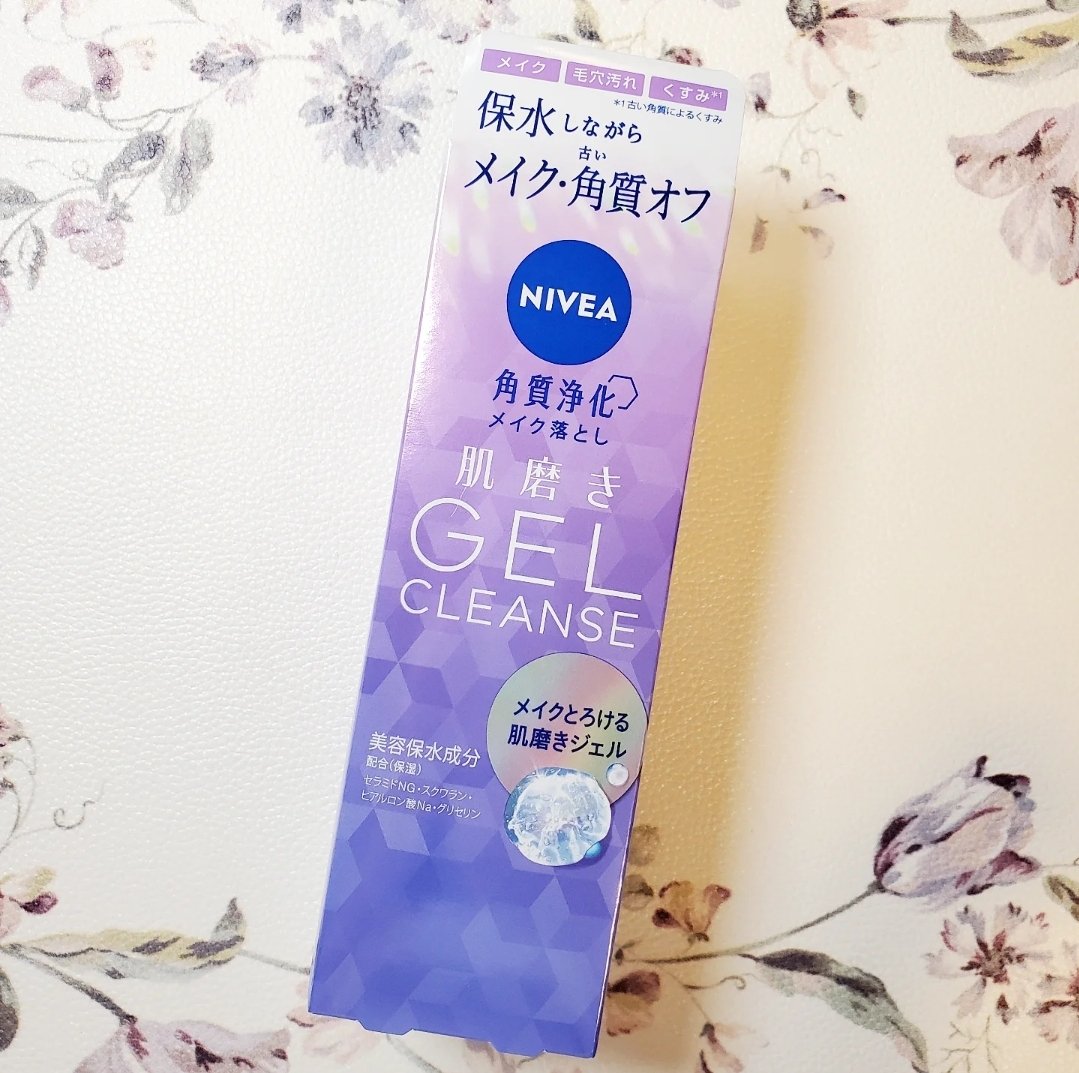 メイク 毛穴汚れ くすみ*1
*1古い角質によるくすみ
保水しながら
古い
メイク・角質オフ
NIVEA
角質浄化
メイク落とし
肌磨き
GEL
CLEANSE
メイクとろける
肌磨きジェル
美容保水成分
配合(保湿)
セラミドNG・スクワラン・
ヒアルロン酸Na・グリセリン